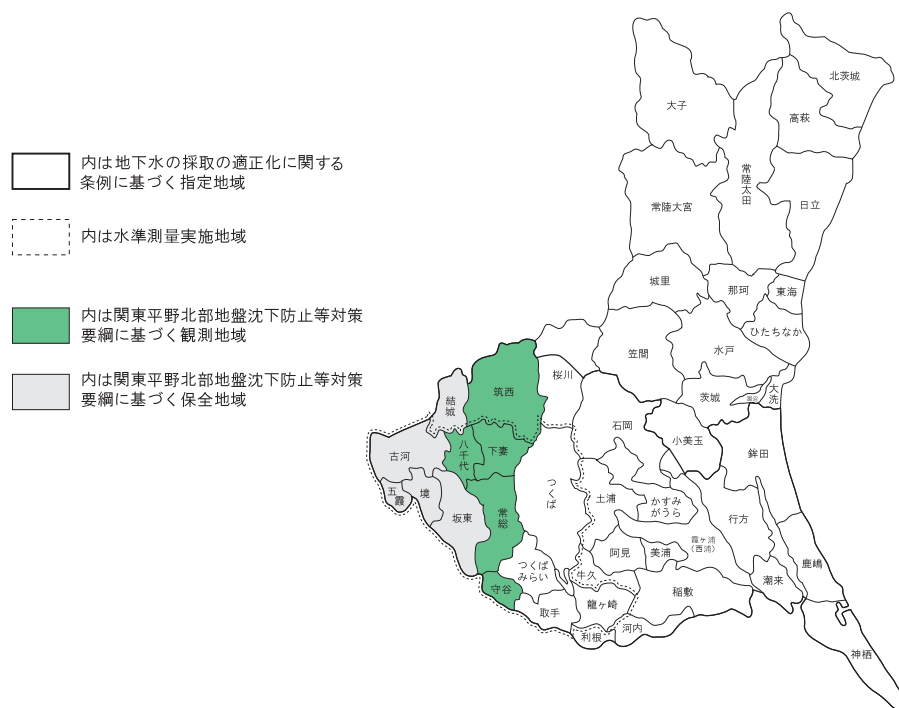 内は地下水の採取の適正化に関する
条例に基づく指定地域
内は水準測量実施地域
内は関東平野北部地盤沈下防止等対策
要綱に基づく観測地域
内は関東平野北部地盤沈下防止等対策
要綱に基づく保全地域
北茨城
大子
高萩
常陸太田
常陸大宮
日立
城里
那珂
東海
ひたちなか
水戸
笠間
桜川
筑西
結城
茨城
大洗
石岡
小美玉
鉾田
古河
八千代
下妻
つくば
五霞
境
坂東
常総
土浦
かすみ
がうら
行方
霞ヶ浦
(西浦)
阿見
美浦
鹿嶋
つくば
みらい
牛久
潮来
守谷
稲敷
取手
龍ヶ崎
利根
河内
神栖